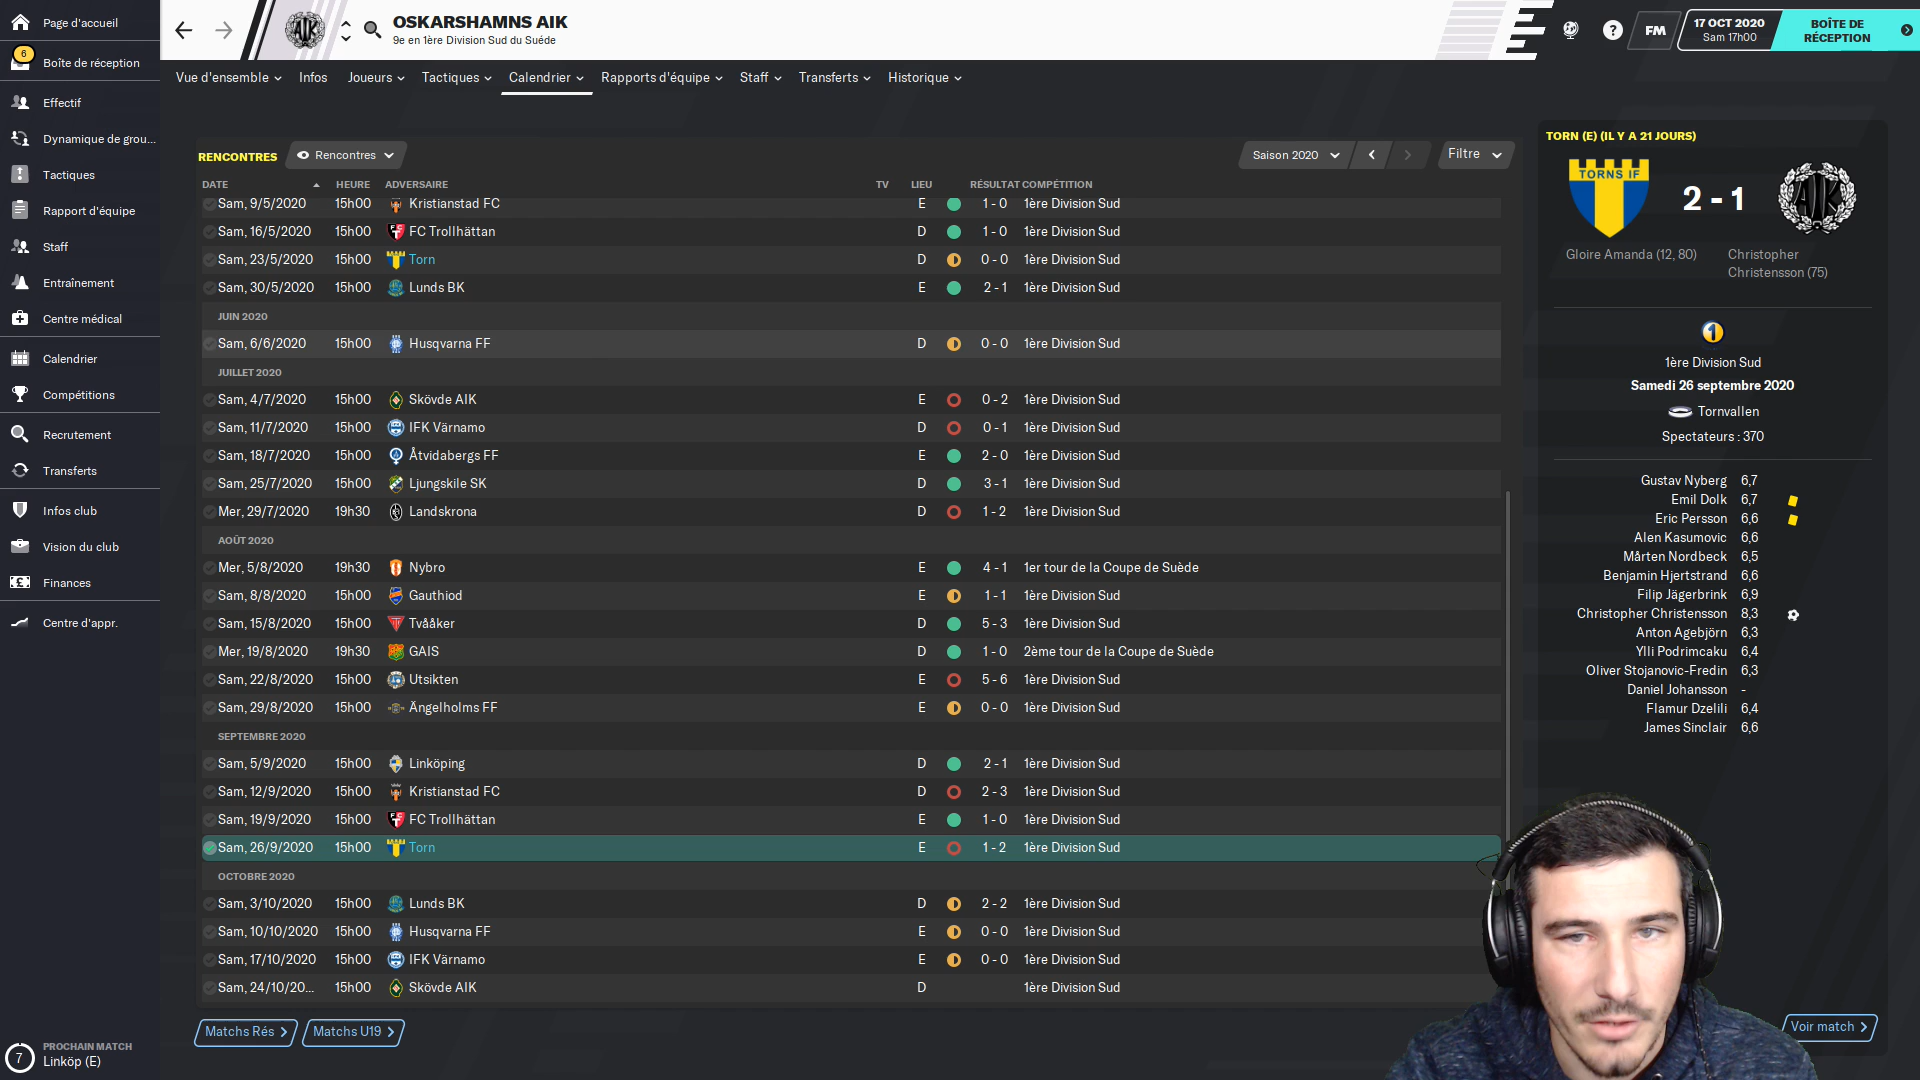 Page d'accueil
6
Boîte de réception
Effectif
Dynamique de grou...
Tactiques
Rapport d'équipe
Staff
Entraînement
Centre médical
Calendrier
Compétitions
Recrutement
Transferts
Infos club
Vision du club
Finances
Centre d'appr.
7
PROCHAIN MATCH
Linköp (E)
AIK
OSKARSHAMNS AIK
9e en 1ère Division Sud du Suéde
?
FM
17 OCT 2020
Sam 17h00
BOÎTE DE
RÉCEPTION
Vue d'ensemble
Infos
Joueurs
Tactiques
Calendrier
Rapports d'équipe
Staff
Transferts
Historique
RENCONTRES
Rencontres
Saison 2020
Filtre
DATE HEURE ADVERSAIRE TV LIEU RÉSULTAT COMPÉTITION
Sam, 9/5/2020 15h00 Kristianstad FC E 1 - 0 1ère Division Sud
Sam, 16/5/2020 15h00 FC Trollhättan D 1 - 0 1ère Division Sud
Sam, 23/5/2020 15h00 Torn D 0 - 0 1ère Division Sud
Sam, 30/5/2020 15h00 Lunds BK E 2 - 1 1ère Division Sud
JUIN 2020
Sam, 6/6/2020 15h00 Husqvarna FF D 0 - 0 1ère Division Sud
JUILLET 2020
Sam, 4/7/2020 15h00 Skövde AIK E 0 - 2 1ère Division Sud
Sam, 11/7/2020 15h00 IFK Värnamo D 0 - 1 1ère Division Sud
Sam, 18/7/2020 15h00 Åtvidabergs FF E 2 - 0 1ère Division Sud
Sam, 25/7/2020 15h00 Ljungskile SK D 3 - 1 1ère Division Sud
Mer, 29/7/2020 19h30 Landskrona D 1 - 2 1ère Division Sud
AOÛT 2020
Mer, 5/8/2020 19h30 Nybro E 4 - 1 1er tour de la Coupe de Suède
Sam, 8/8/2020 15h00 Gauthiod E 1 - 1 1ère Division Sud
Sam, 15/8/2020 15h00 Tvååker D 5 - 3 1ère Division Sud
Mer, 19/8/2020 19h30 GAIS D 1 - 0 2ème tour de la Coupe de Suède
Sam, 22/8/2020 15h00 Utsikten E 5 - 6 1ère Division Sud
Sam, 29/8/2020 15h00 Ängelholms FF E 0 - 0 1ère Division Sud
SEPTEMBRE 2020
Sam, 5/9/2020 15h00 Linköping D 2 - 1 1ère Division Sud
Sam, 12/9/2020 15h00 Kristianstad FC D 2 - 3 1ère Division Sud
Sam, 19/9/2020 15h00 FC Trollhättan E 1 - 0 1ère Division Sud
Sam, 26/9/2020 15h00 Torn E 1 - 2 1ère Division Sud
OCTOBRE 2020
Sam, 3/10/2020 15h00 Lunds BK D 2 - 2 1ère Division Sud
Sam, 10/10/2020 15h00 Husqvarna FF E 0 - 0 1ère Division Sud
Sam, 17/10/2020 15h00 IFK Värnamo E 0 - 0 1ère Division Sud
Sam, 24/10/20... 15h00 Skövde AIK D 1ère Division Sud
Matchs Rés
Matchs U19
TORN (E) (IL Y A 21 JOURS)
TORNS IF
2 - 1
AIK
Gloire Amanda (12, 80)
Christopher
Christensson (75)
1
1ère Division Sud
Samedi 26 septembre 2020
Tornvallen
Spectateurs : 370
Gustav Nyberg 6,7
Emil Dolk 6,7
Eric Persson 6,6
Alen Kasumovic 6,6
Mårten Nordbeck 6,5
Benjamin Hjertstrand 6,6
Filip Jägerbrink 6,9
Christopher Christensson 8,3
Anton Agebjörn 6,3
Ylli Podrimcaku 6,4
Oliver Stojanovic-Fredin 6,3
Daniel Johansson -
Flamur Dzelili 6,4
James Sinclair 6,6
Voir match